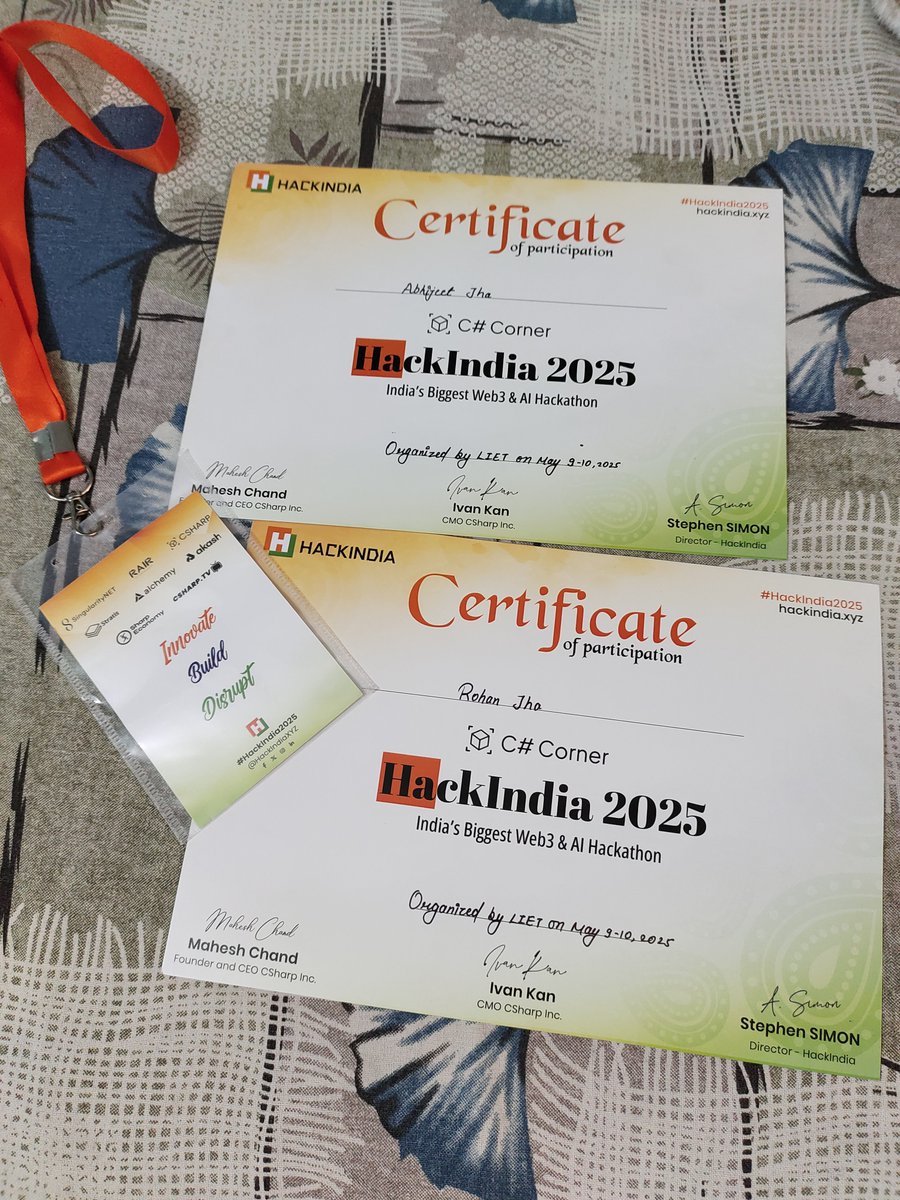 HACKINDIA
#HackIndia2025
hackindia.xyz
Certificate
of participation
Abhijeet Jha
C# Corner
HackIndia 2025
India's Biggest Web3 & AI Hackathon
Organized by LIET on May 9-10, 2025
Mahesh Chand
Mahesh Chand
and CEO CSharp Inc.
Ivan Kan
Ivan Kan
CMO CSharp Inc.
A. Simon
Stephen SIMON
Director - HackIndia
HACKINDIA
#HackIndia2025
hackindia.xyz
Certificate
of participation
Rohan Jha
C# Corner
HackIndia 2025
India's Biggest Web3 & AI Hackathon
Organized by LIET on May 9-10, 2025
Mahesh Chand
Mahesh Chand
Founder and CEO CSharp Inc.
Ivan Kan
Ivan Kan
CMO CSharp Inc.
A. Simon
Stephen SIMON
Director - HackIndia
SingularityNET
RAIR
CSHARP
Stratis
alchemy
akash
Sharp Economy
CSHARP.TV
Innovate
Build
Disrupt
#HackIndia2025
@HackIndiaXYZ